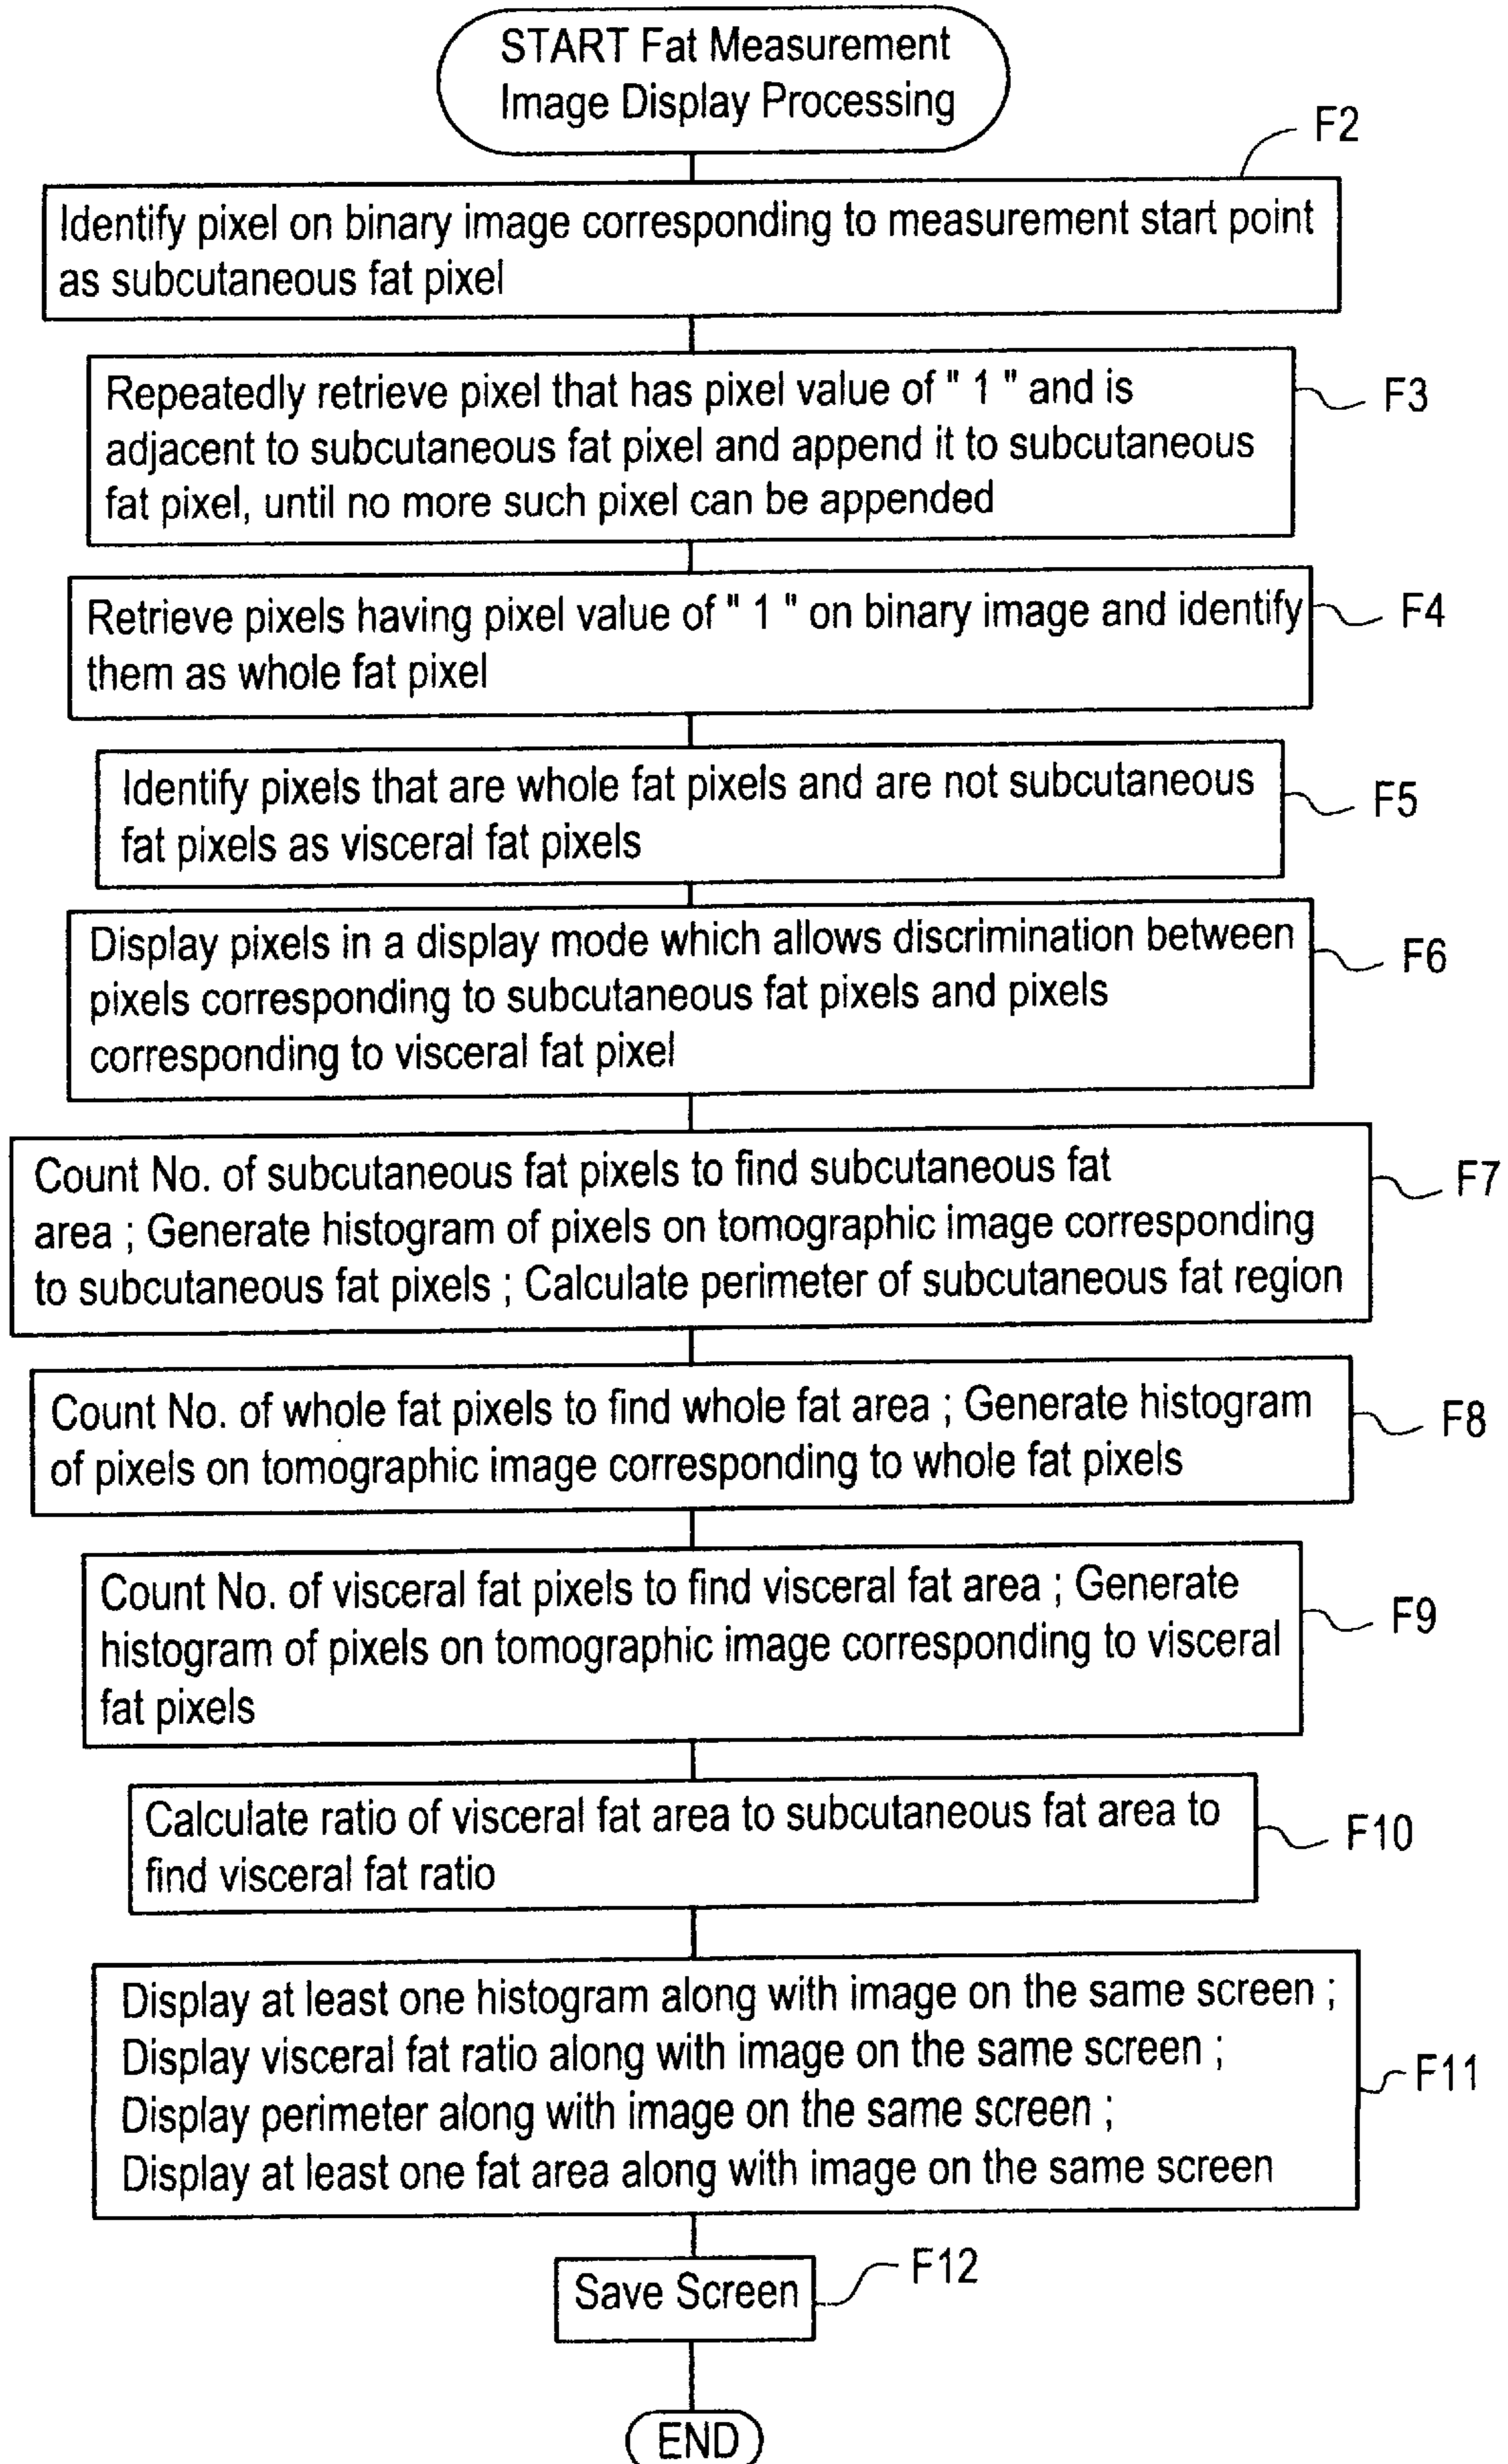 START Fat Measurement
Image Display Processing
F2
Identify pixel on binary image corresponding to measurement start point
as subcutaneous fat pixel
Repeatedly retrieve pixel that has pixel value of " 1 " and is
adjacent to subcutaneous fat pixel and append it to subcutaneous
fat pixel, until no more such pixel can be appended
F3
Retrieve pixels having pixel value of " 1 " on binary image and identify
them as whole fat pixel
F4
Identify pixels that are whole fat pixels and are not subcutaneous
fat pixels as visceral fat pixels
F5
Display pixels in a display mode which allows discrimination between
pixels corresponding to subcutaneous fat pixels and pixels
corresponding to visceral fat pixel
F6
Count No. of subcutaneous fat pixels to find subcutaneous fat
area ; Generate histogram of pixels on tomographic image corresponding
to subcutaneous fat pixels ; Calculate perimeter of subcutaneous fat region
F7
Count No. of whole fat pixels to find whole fat area ; Generate histogram
of pixels on tomographic image corresponding to whole fat pixels
F8
Count No. of visceral fat pixels to find visceral fat area ; Generate
histogram of pixels on tomographic image corresponding to visceral
fat pixels
F9
Calculate ratio of visceral fat area to subcutaneous fat area to
find visceral fat ratio
F10
Display at least one histogram along with image on the same screen ;
Display visceral fat ratio along with image on the same screen ;
Display perimeter along with image on the same screen ;
Display at least one fat area along with image on the same screen
F11
Save Screen
F12
END